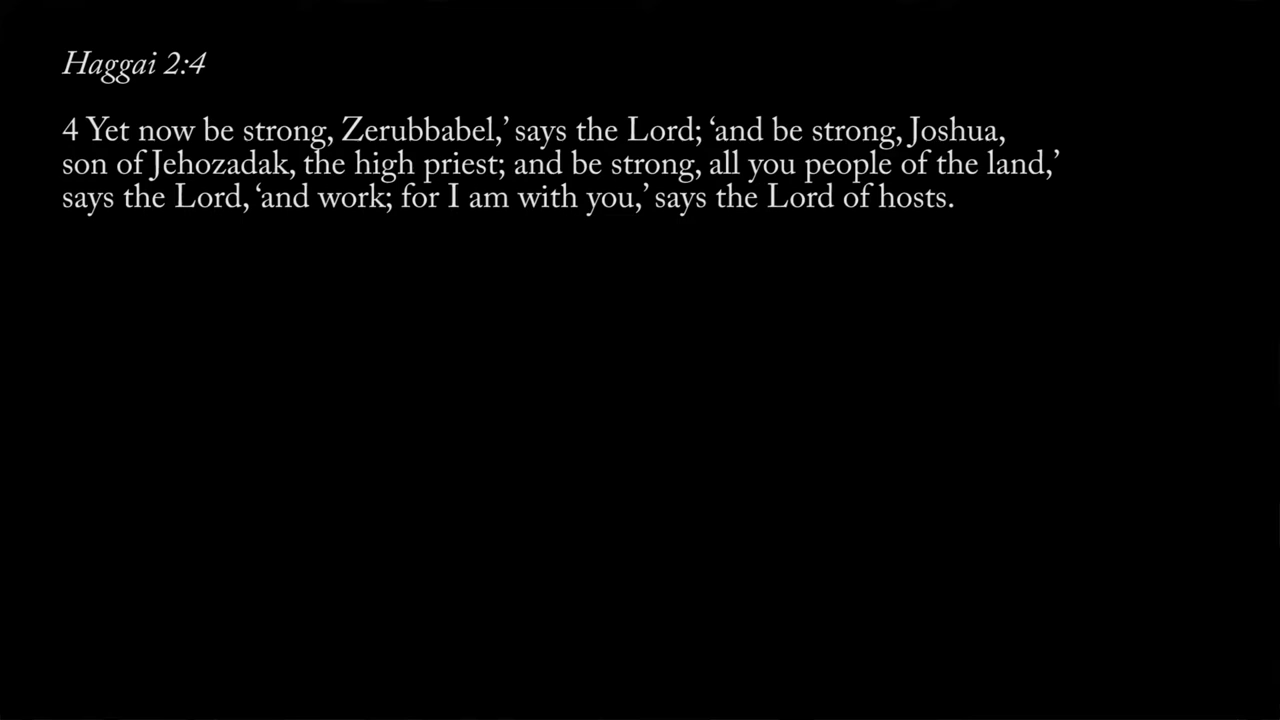 Haggai 2:4
4 Yet now be strong, Zerubbabel,’ says the Lord; ‘and be strong, Joshua,
son of Jehozadak, the high priest; and be strong, all you people of the land,’
says the Lord, ‘and work; for I am with you,’ says the Lord of hosts.